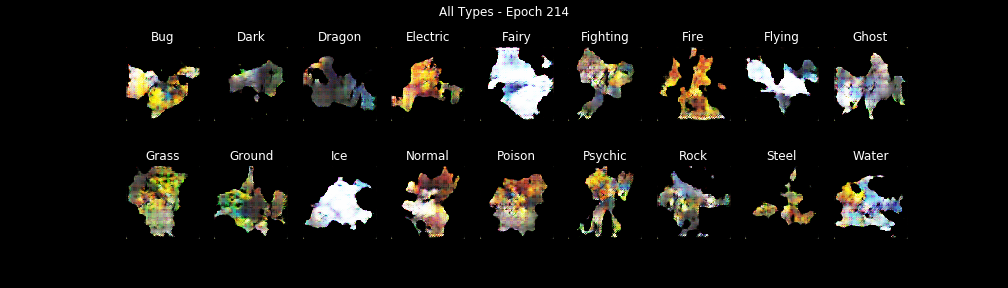 All Types - Epoch 214
Bug Dark Dragon Electric Fairy Fighting Fire Flying Ghost
Grass Ground Ice Normal Poison Psychic Rock Steel Water